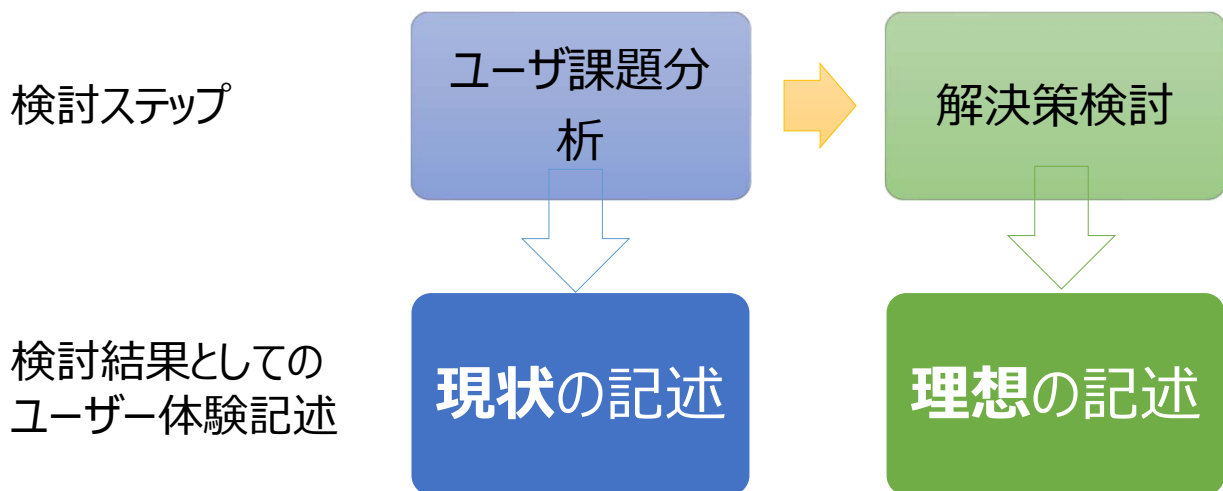 検討ステップ
ユーザ課題分
析
解決策検討
検討結果としての
ユーザー体験記述
現状の記述
理想の記述